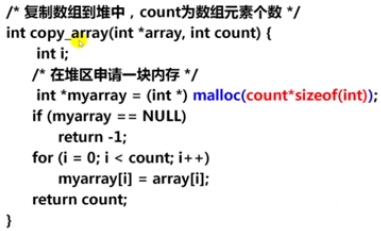 /* 复制数组到堆中，count为数组元素个数 */
int copy_array(int *array, int count) {
int i;
/* 在堆区申请一块内存 */
int *myarray = (int *) malloc(count*sizeof(int));
if (myarray == NULL)
return -1;
for (i = 0; i < count; i++)
myarray[i] = array[i];
return count;
}